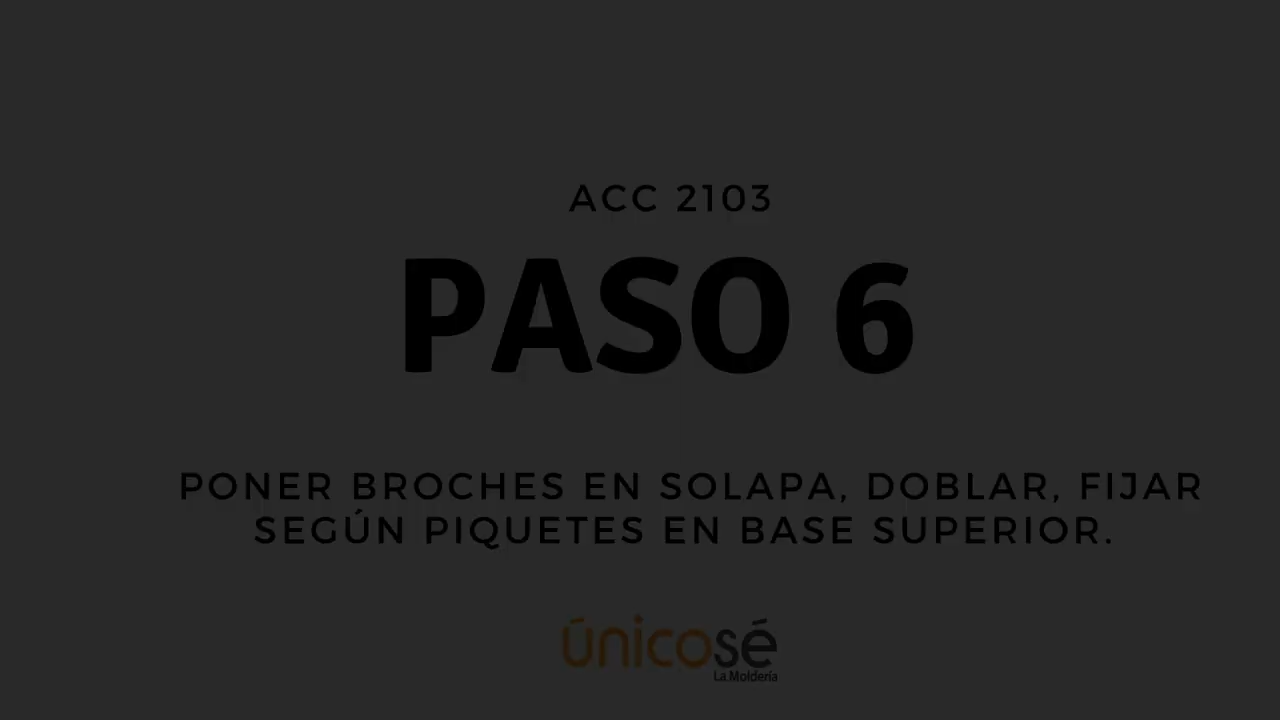 ACC 2103
PASO 6
PONER BROCHES EN SOLAPA, DOBLAR, FIJAR
SEGÚN PIQUETES EN BASE SUPERIOR.
únicosé
La Moldería